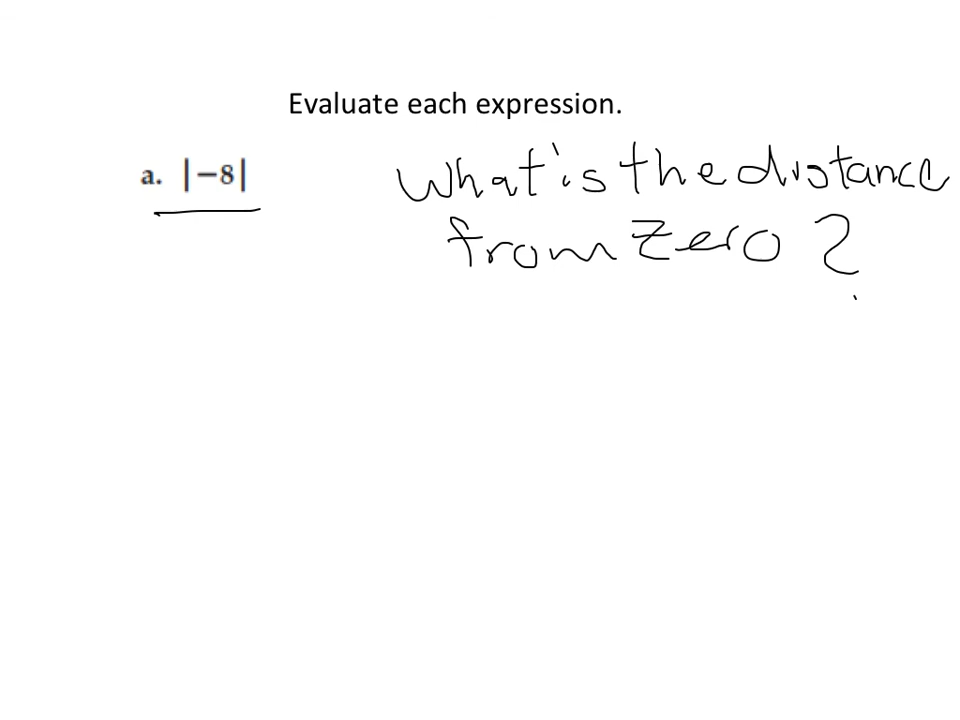 Evaluate each expression.
a. |−8|
What is the distance
from zero?